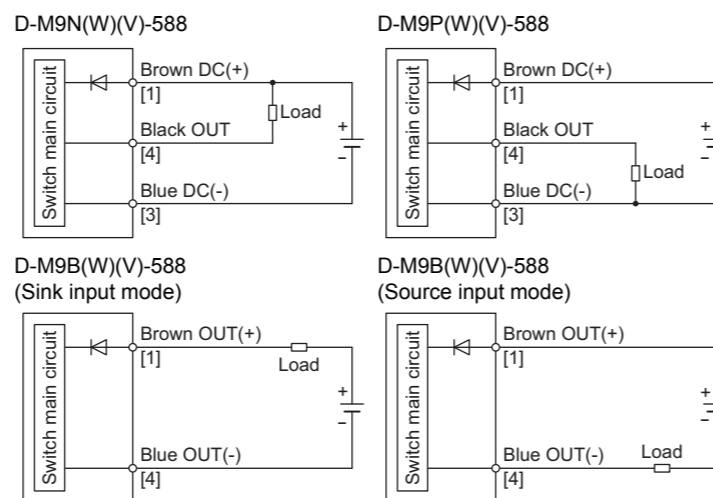 D-M9N(W)(V)-588
Switch main circuit
Brown DC(+)
[1]
Load
Black OUT
[4]
Blue DC(-)
[3]
+
-
D-M9P(W)(V)-588
Switch main circuit
Brown DC(+)
[1]
Black OUT
[4]
Load
Blue DC(-)
[3]
+
-
D-M9B(W)(V)-588
(Sink input mode)
Switch main circuit
Brown OUT(+)
[1]
Load
Blue OUT(-)
[4]
+
-
D-M9B(W)(V)-588
(Source input mode)
Switch main circuit
Brown OUT(+)
[1]
Blue OUT(-)
[4]
Load
+
-